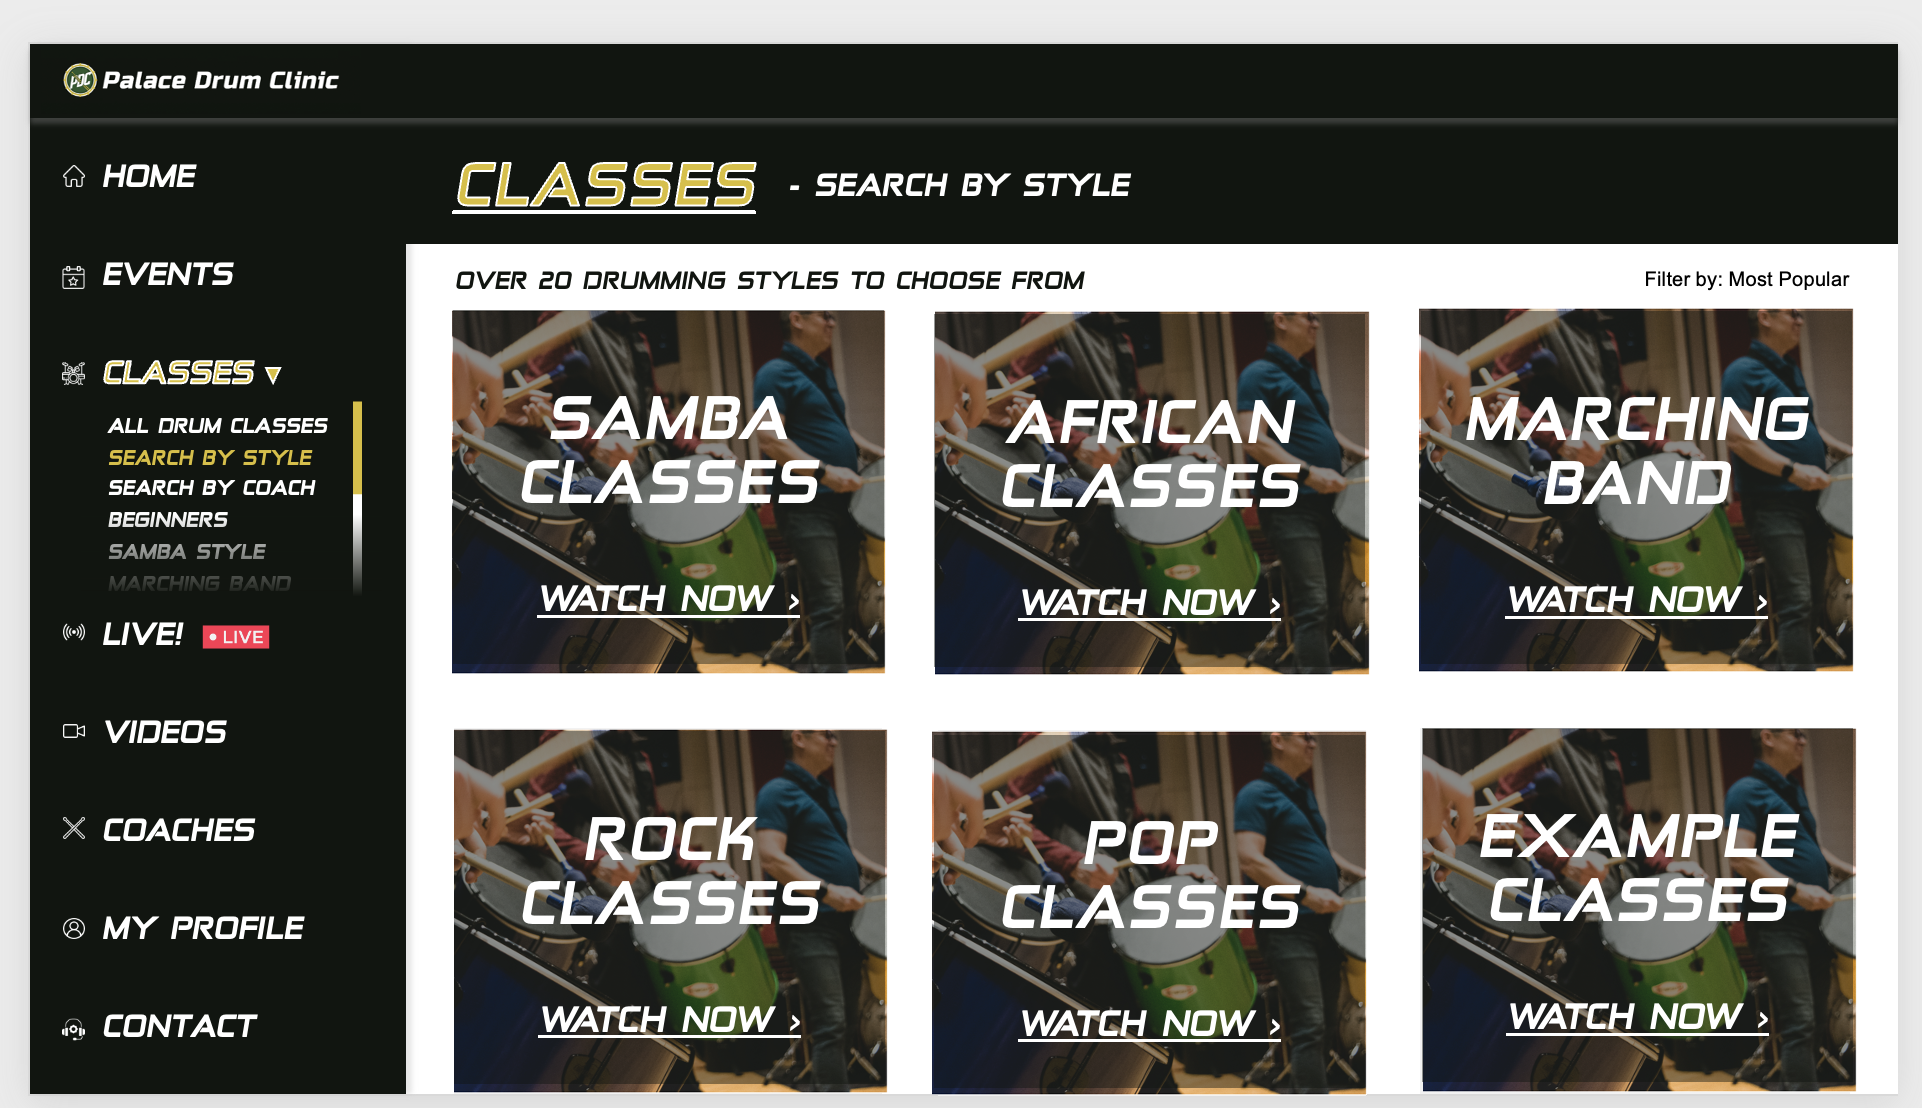 PDC Palace Drum Clinic
HOME
EVENTS
CLASSES ▼
ALL DRUM CLASSES
SEARCH BY STYLE
SEARCH BY COACH
BEGINNERS
SAMBA STYLE
MARCHING BAND
LIVE! • LIVE
VIDEOS
COACHES
MY PROFILE
CONTACT
CLASSES - SEARCH BY STYLE
OVER 20 DRUMMING STYLES TO CHOOSE FROM
Filter by: Most Popular
SAMBA
CLASSES
WATCH NOW >
AFRICAN
CLASSES
WATCH NOW >
MARCHING
BAND
WATCH NOW >
ROCK
CLASSES
WATCH NOW >
POP
CLASSES
WATCH NOW >
EXAMPLE
CLASSES
WATCH NOW >